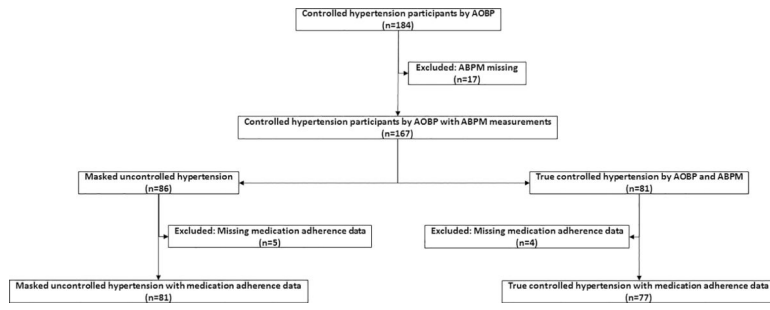 Controlled hypertension participants by AOBP
(n=184)
Excluded: ABPM missing
(n=17)
Controlled hypertension participants by AOBP with ABPM measurements
(n=167)
Masked uncontrolled hypertension
(n=86)
True controlled hypertension by AOBP and ABPM
(n=81)
Excluded: Missing medication adherence data
(n=5)
Excluded: Missing medication adherence data
(n=4)
Masked uncontrolled hypertension with medication adherence data
(n=81)
True controlled hypertension with medication adherence data
(n=77)